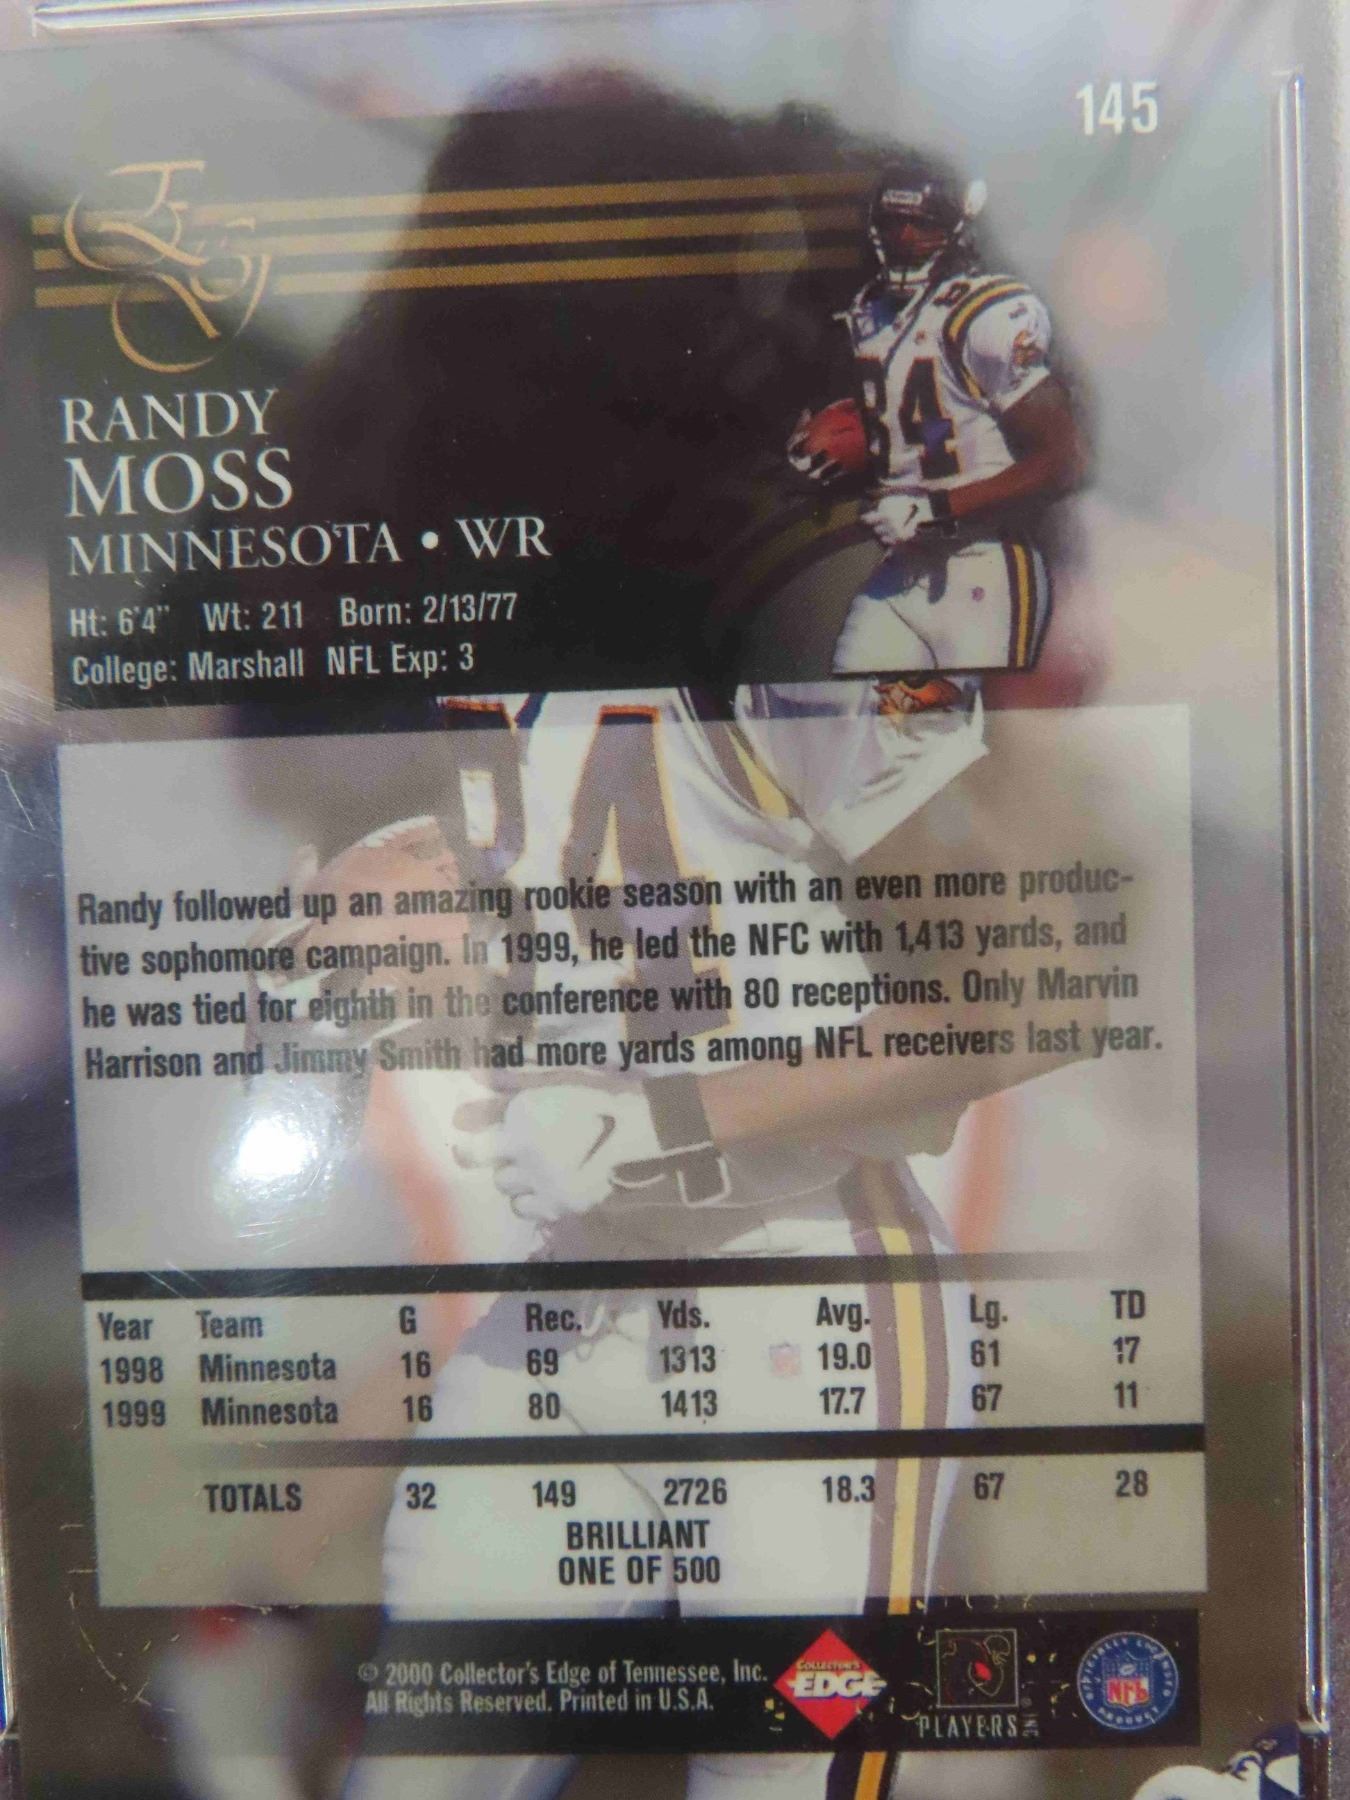 145
RANDY
MOSS
MINNESOTA • WR
Ht: 6'4" Wt: 211 Born: 2/13/77
College: Marshall NFL Exp: 3
84
Randy followed up an amazing rookie season with an even more produc-
tive sophomore campaign. In 1999, he led the NFC with 1,413 yards, and
he was tied for eighth in the conference with 80 receptions. Only Marvin
Harrison and Jimmy Smith had more yards among NFL receivers last year.
Year Team G Rec. Yds. Avg. Lg. TD
1998 Minnesota 16 69 1313 19.0 61 17
1999 Minnesota 16 80 1413 17.7 67 11
TOTALS 32 149 2726 18.3 67 28
BRILLIANT
ONE OF 500
© 2000 Collector's Edge of Tennessee, Inc.
All Rights Reserved. Printed in U.S.A.
COLLECTOR'S
EDGE
PLAYERS INC
OFFICIALLY LICENSED
NFL
PRODUCT